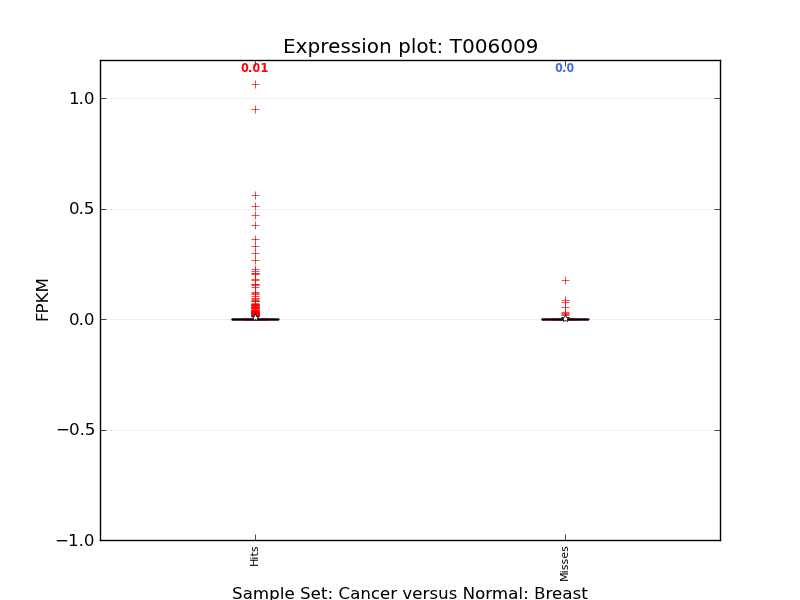 Expression plot: T006009
0.01 0.0
1.0
0.5
0.0
−0.5
−1.0
FPKM
Hits Misses
Sample Set: Cancer versus Normal: Breast